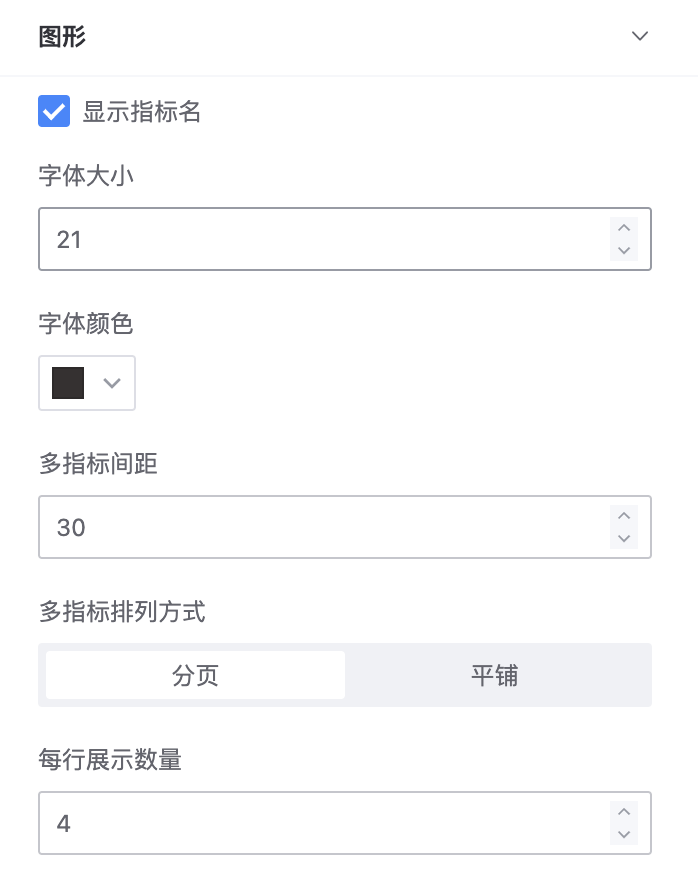 图形
显示指标名
字体大小
21
字体颜色
多指标间距
30
多指标排列方式
分页 平铺
每行展示数量
4